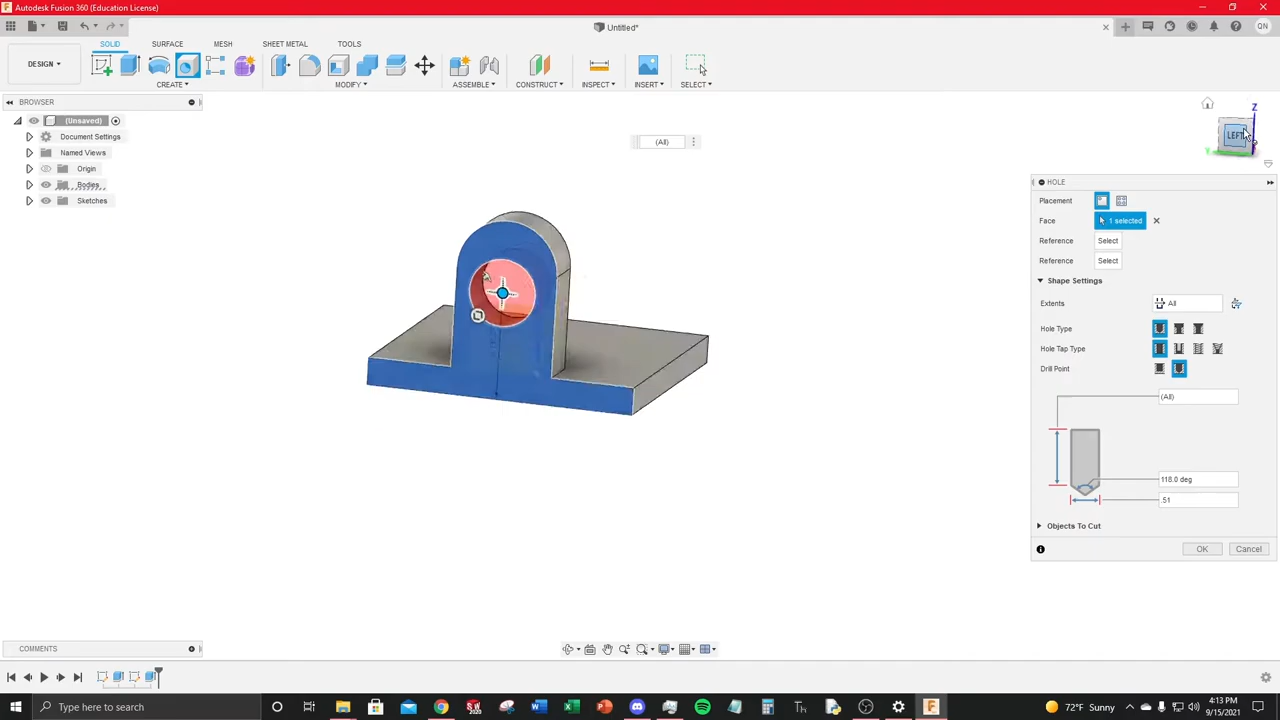 Autodesk Fusion 360 (Education License)
Untitled*
QN
SOLID SURFACE MESH SHEET METAL TOOLS
DESIGN
CREATE MODIFY ASSEMBLE CONSTRUCT INSPECT INSERT SELECT
BROWSER
(Unsaved)
Document Settings
Named Views
Origin
Bodies
Sketches
(All)
Z
LEFT
Y
HOLE
Placement
Face 1 selected
Reference Select
Reference Select
Shape Settings
Extents All
Hole Type
Hole Tap Type
Drill Point
(All)
118.0 deg
.51
Objects To Cut
OK Cancel
COMMENTS
Type here to search
72°F Sunny
4:13 PM
9/15/2021